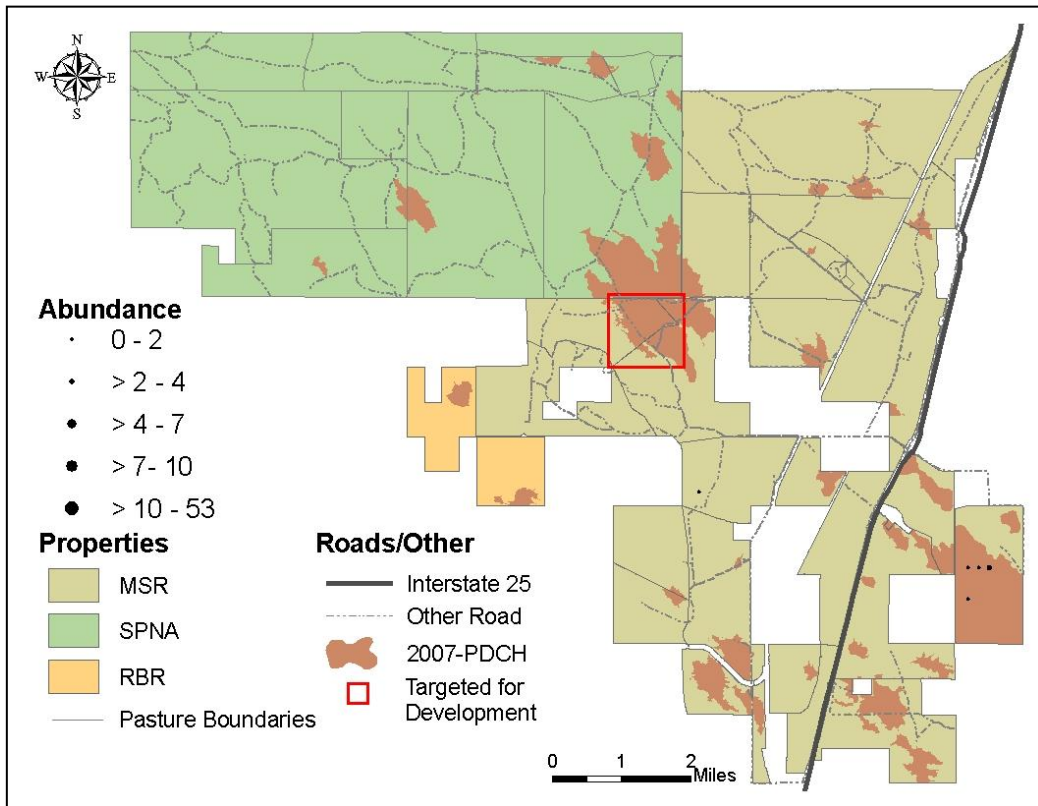 N
W E
S
Abundance
0 - 2
> 2 - 4
> 4 - 7
> 7 - 10
> 10 - 53
Properties
MSR
SPNA
RBR
Pasture Boundaries
Roads/Other
Interstate 25
Other Road
2007-PDCH
Targeted for
Development
0 1 2
Miles